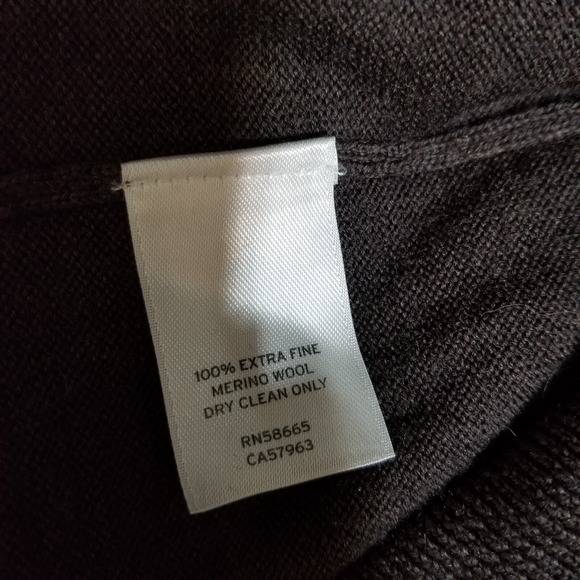 100% EXTRA FINE
MERINO WOOL
DRY CLEAN ONLY
RN58665
CA57963